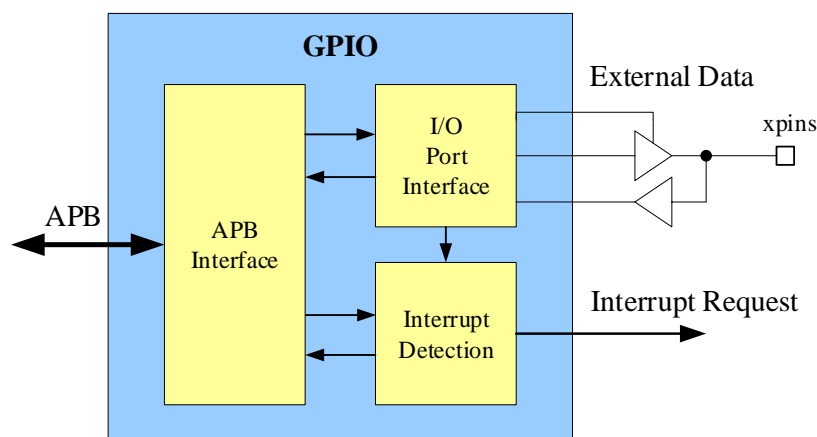 GPIO
External Data
xpins
I/O
Port
Interface
APB
APB
Interface
Interrupt Request
Interrupt
Detection